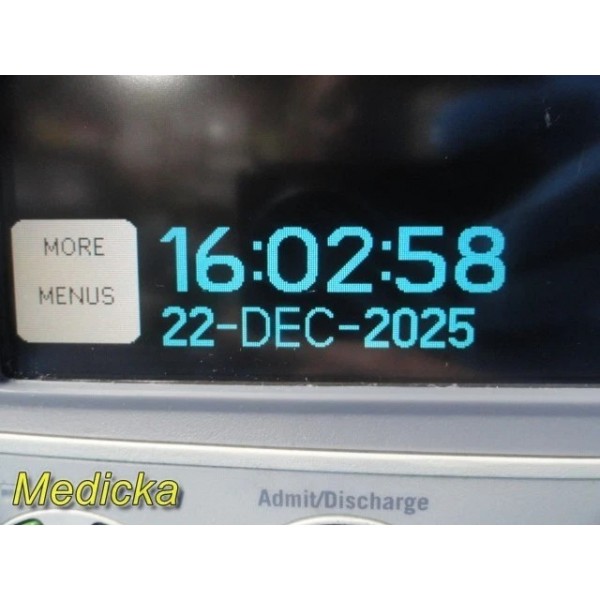 MORE
MENUS
16:02:58
22-DEC-2025
Medicka
Admit/Discharge